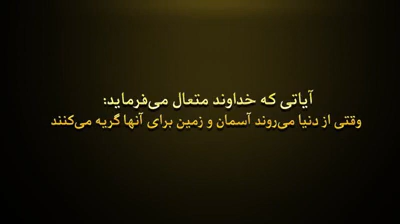 آیاتی که خداوند متعال می‌فرماید:
وقتی از دنیا می‌روند آسمان و زمین برای آنها گریه می‌کنند